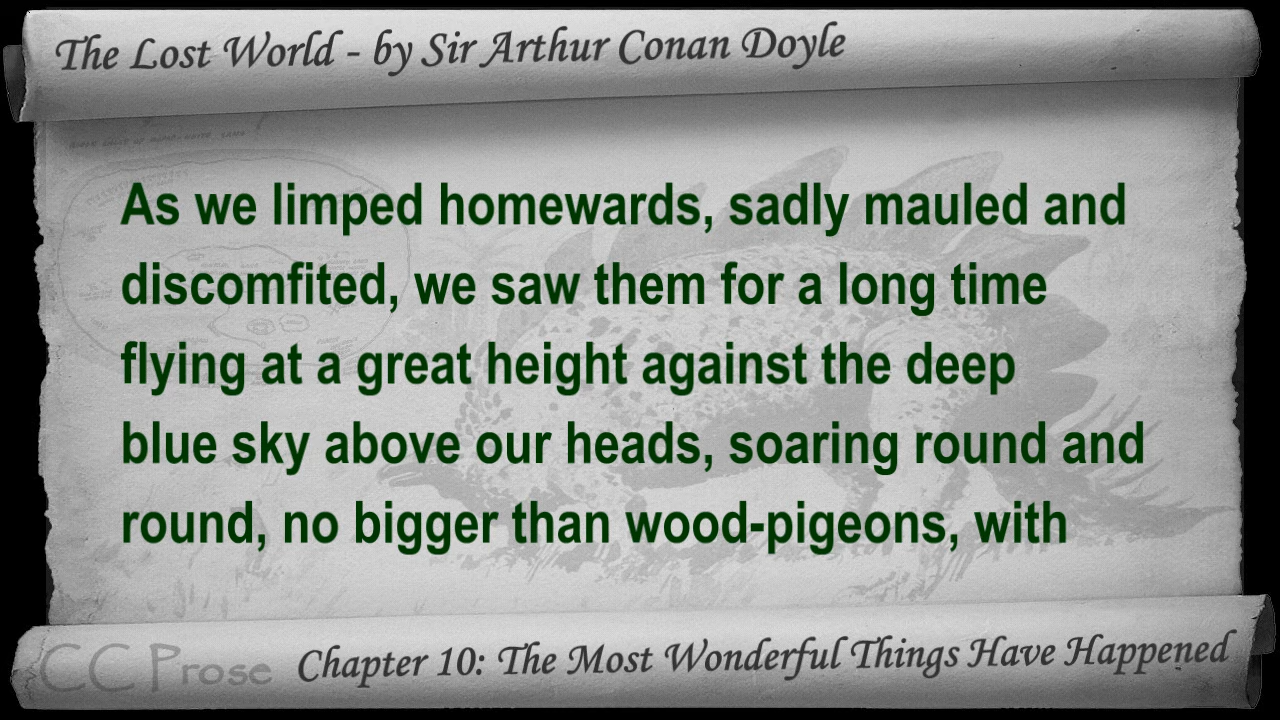 The Lost World - by Sir Arthur Conan Doyle
As we limped homewards, sadly mauled and
discomfited, we saw them for a long time
flying at a great height against the deep
blue sky above our heads, soaring round and
round, no bigger than wood-pigeons, with
CC Prose
Chapter 10: The Most Wonderful Things Have Happened